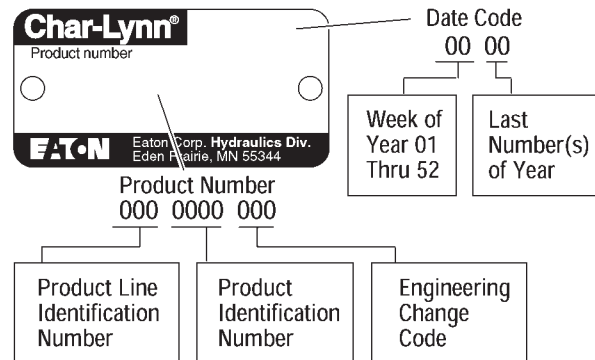 Char-Lynn®
Product number
EATON
Eaton Corp. Hydraulics Div.
Eden Prairie, MN 55344
Date Code
00 00
Week of
Year 01
Thru 52
Last
Number(s)
of Year
Product Number
000 0000 000
Product Line
Identification
Number
Product
Identification
Number
Engineering
Change
Code